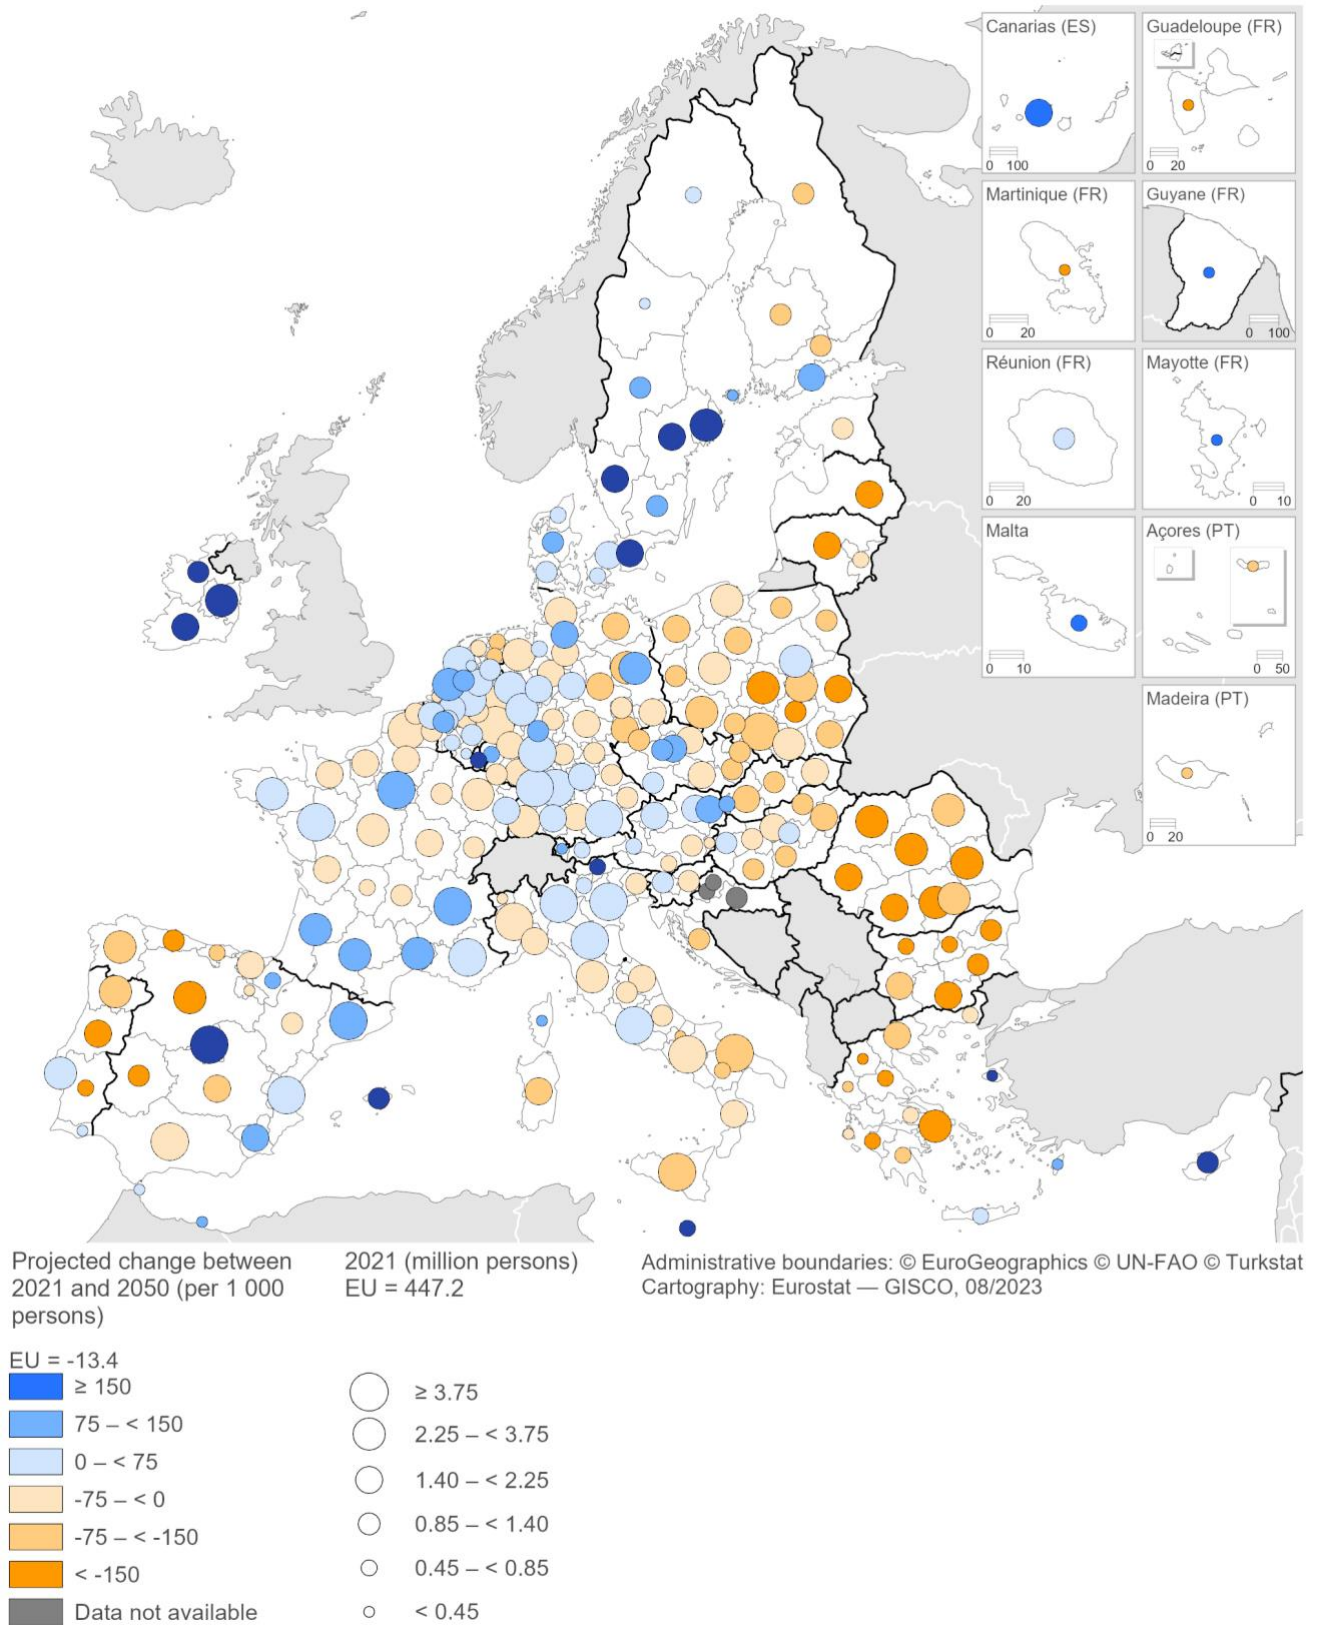 Canarias (ES)
0 100
Guadeloupe (FR)
0 20
Martinique (FR)
0 20
Guyane (FR)
0 100
Réunion (FR)
0 20
Mayotte (FR)
0 10
Malta
0 10
Açores (PT)
0 50
Madeira (PT)
0 20
Projected change between
2021 and 2050 (per 1 000
persons)
EU = -13.4
≥ 150
75 – < 150
0 – < 75
-75 – < 0
-75 – < -150
< -150
Data not available
2021 (million persons)
EU = 447.2
≥ 3.75
2.25 – < 3.75
1.40 – < 2.25
0.85 – < 1.40
0.45 – < 0.85
< 0.45
Administrative boundaries: © EuroGeographics © UN-FAO © Turkstat
Cartography: Eurostat — GISCO, 08/2023